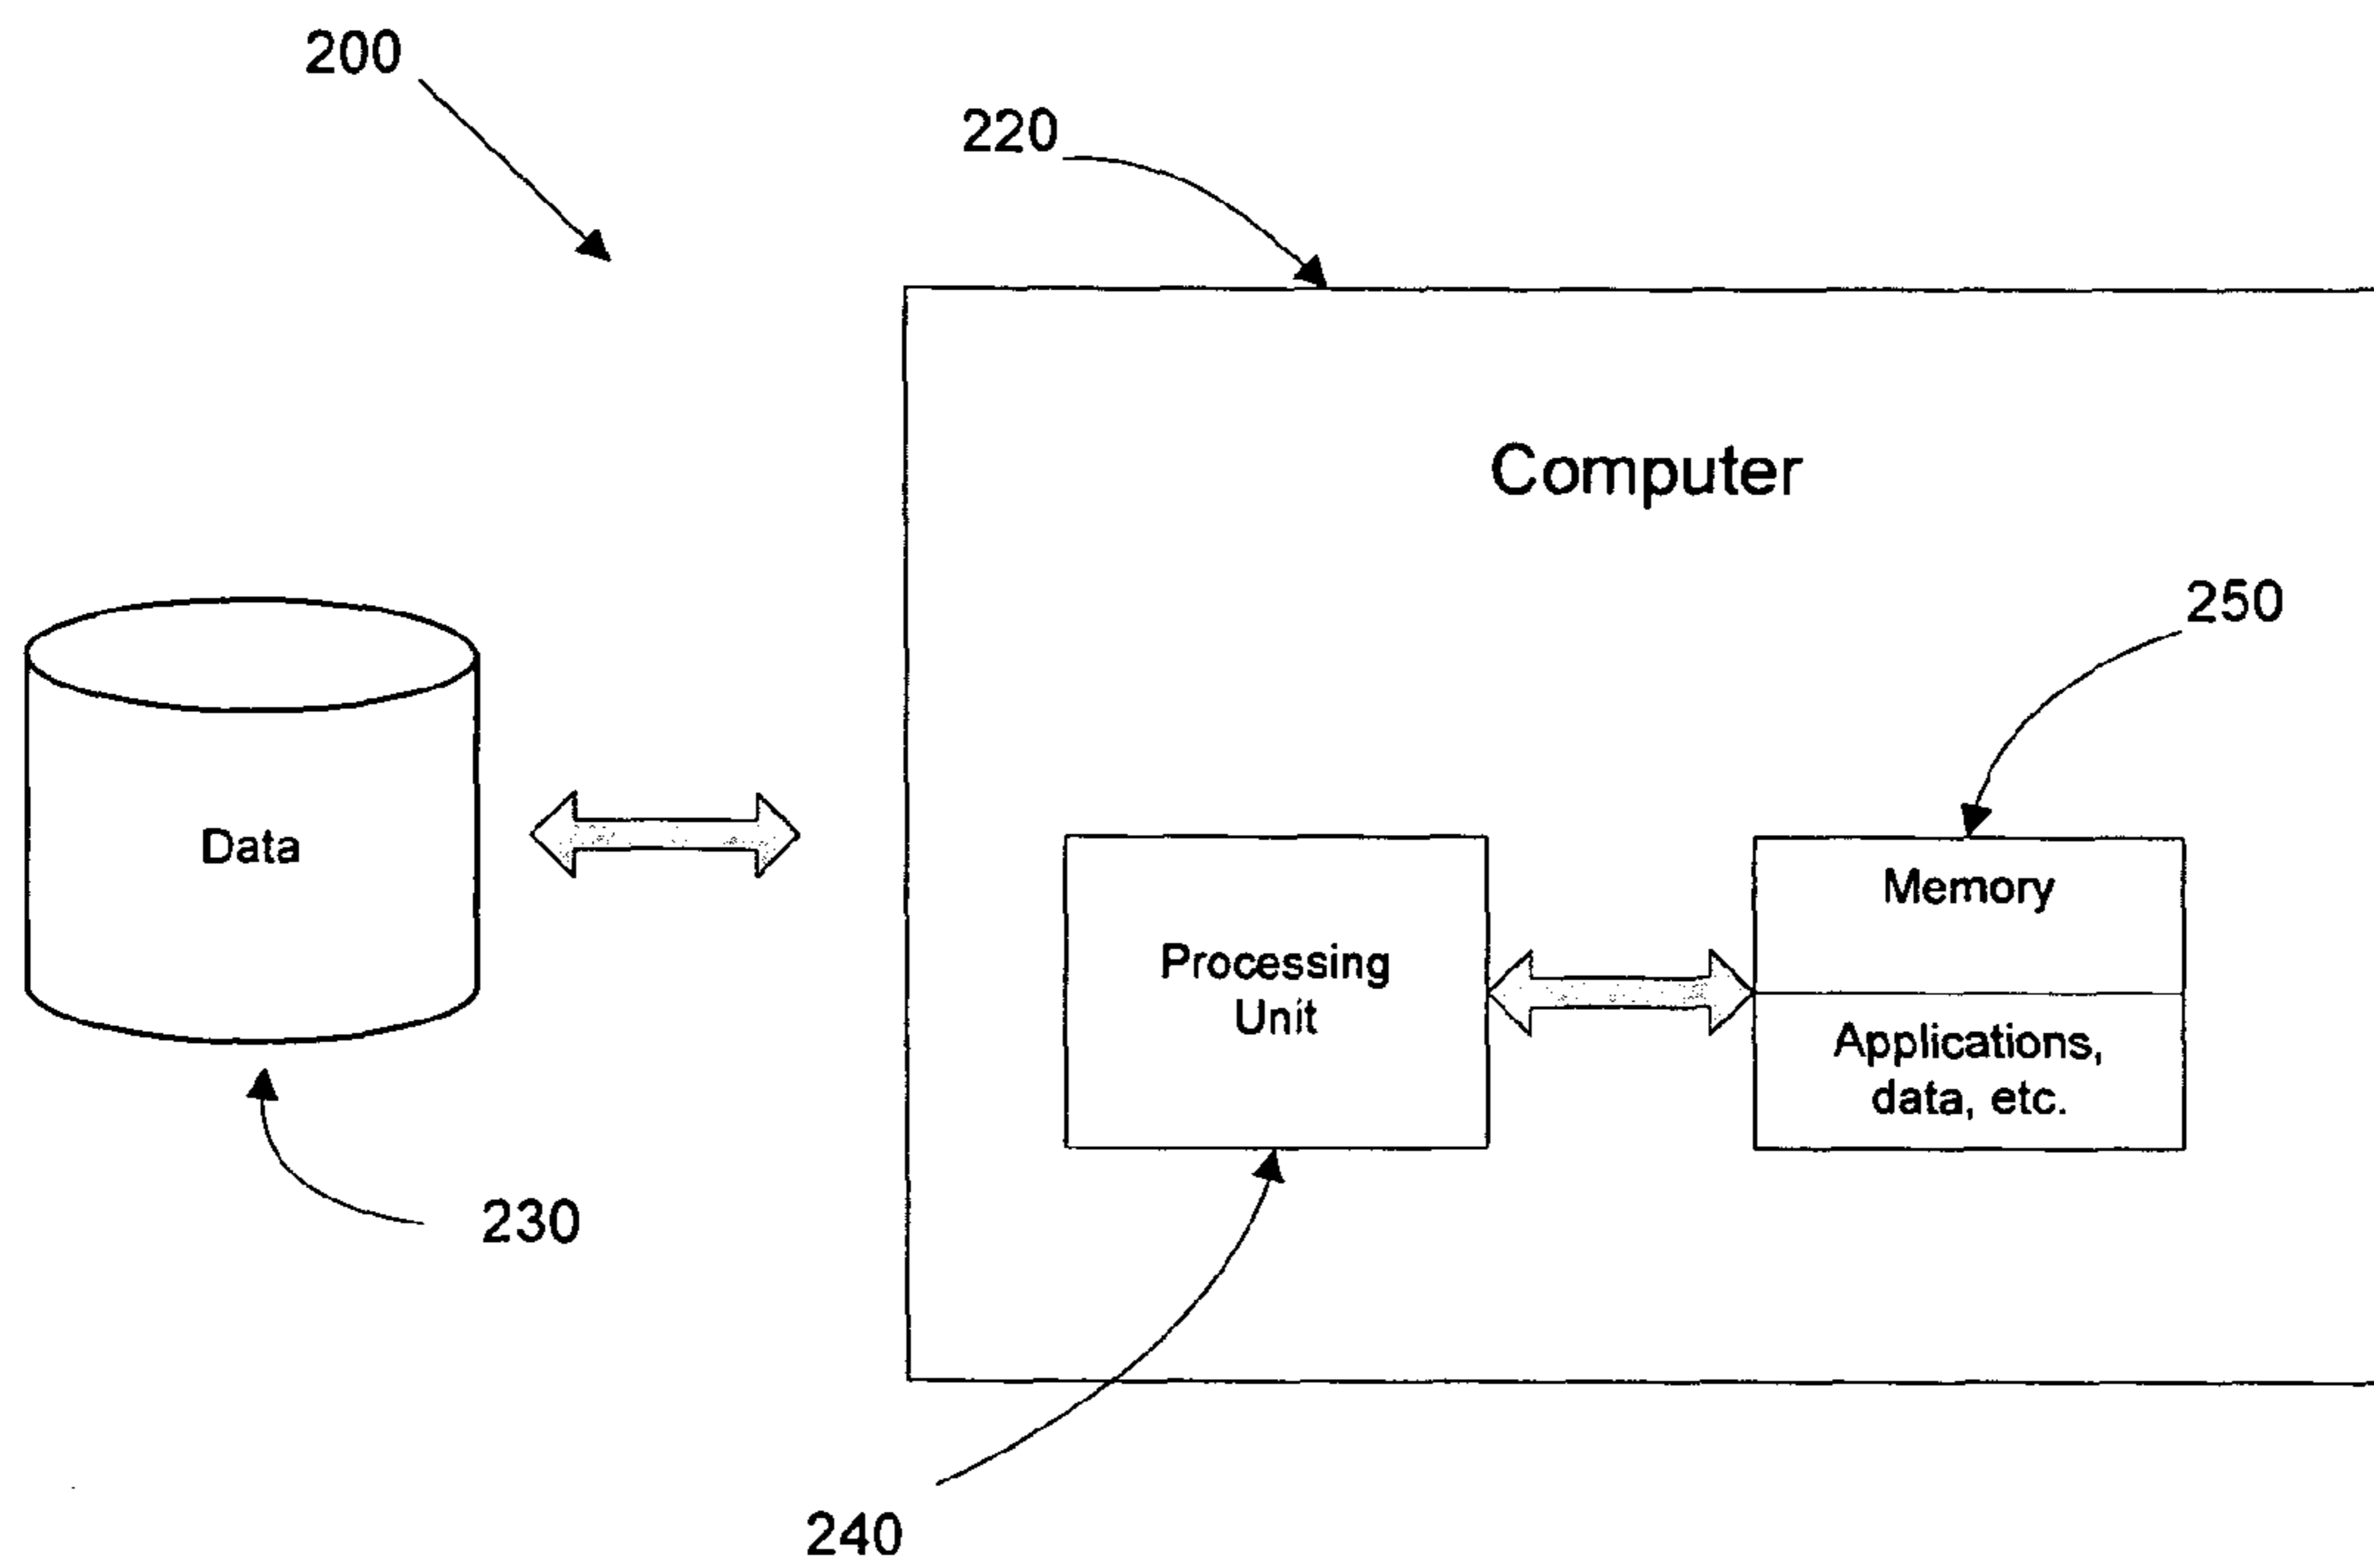 200
220
Computer
250
Data
Memory
Processing
Unit
Applications,
data, etc.
230
240